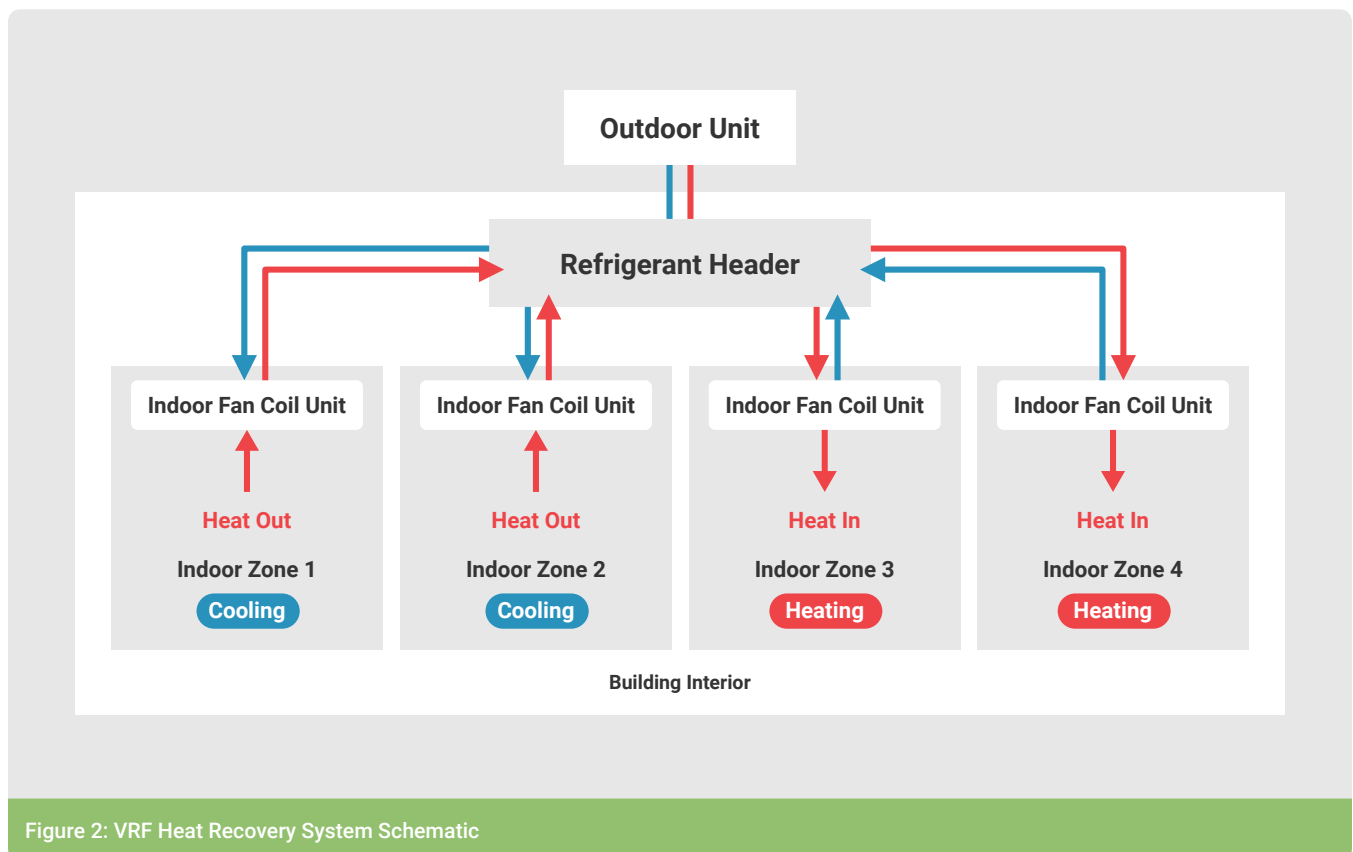 Outdoor Unit
Refrigerant Header
Indoor Fan Coil Unit
Indoor Fan Coil Unit
Indoor Fan Coil Unit
Indoor Fan Coil Unit
Heat Out
Heat Out
Heat In
Heat In
Indoor Zone 1
Indoor Zone 2
Indoor Zone 3
Indoor Zone 4
Cooling
Cooling
Heating
Heating
Building Interior
Figure 2: VRF Heat Recovery System Schematic